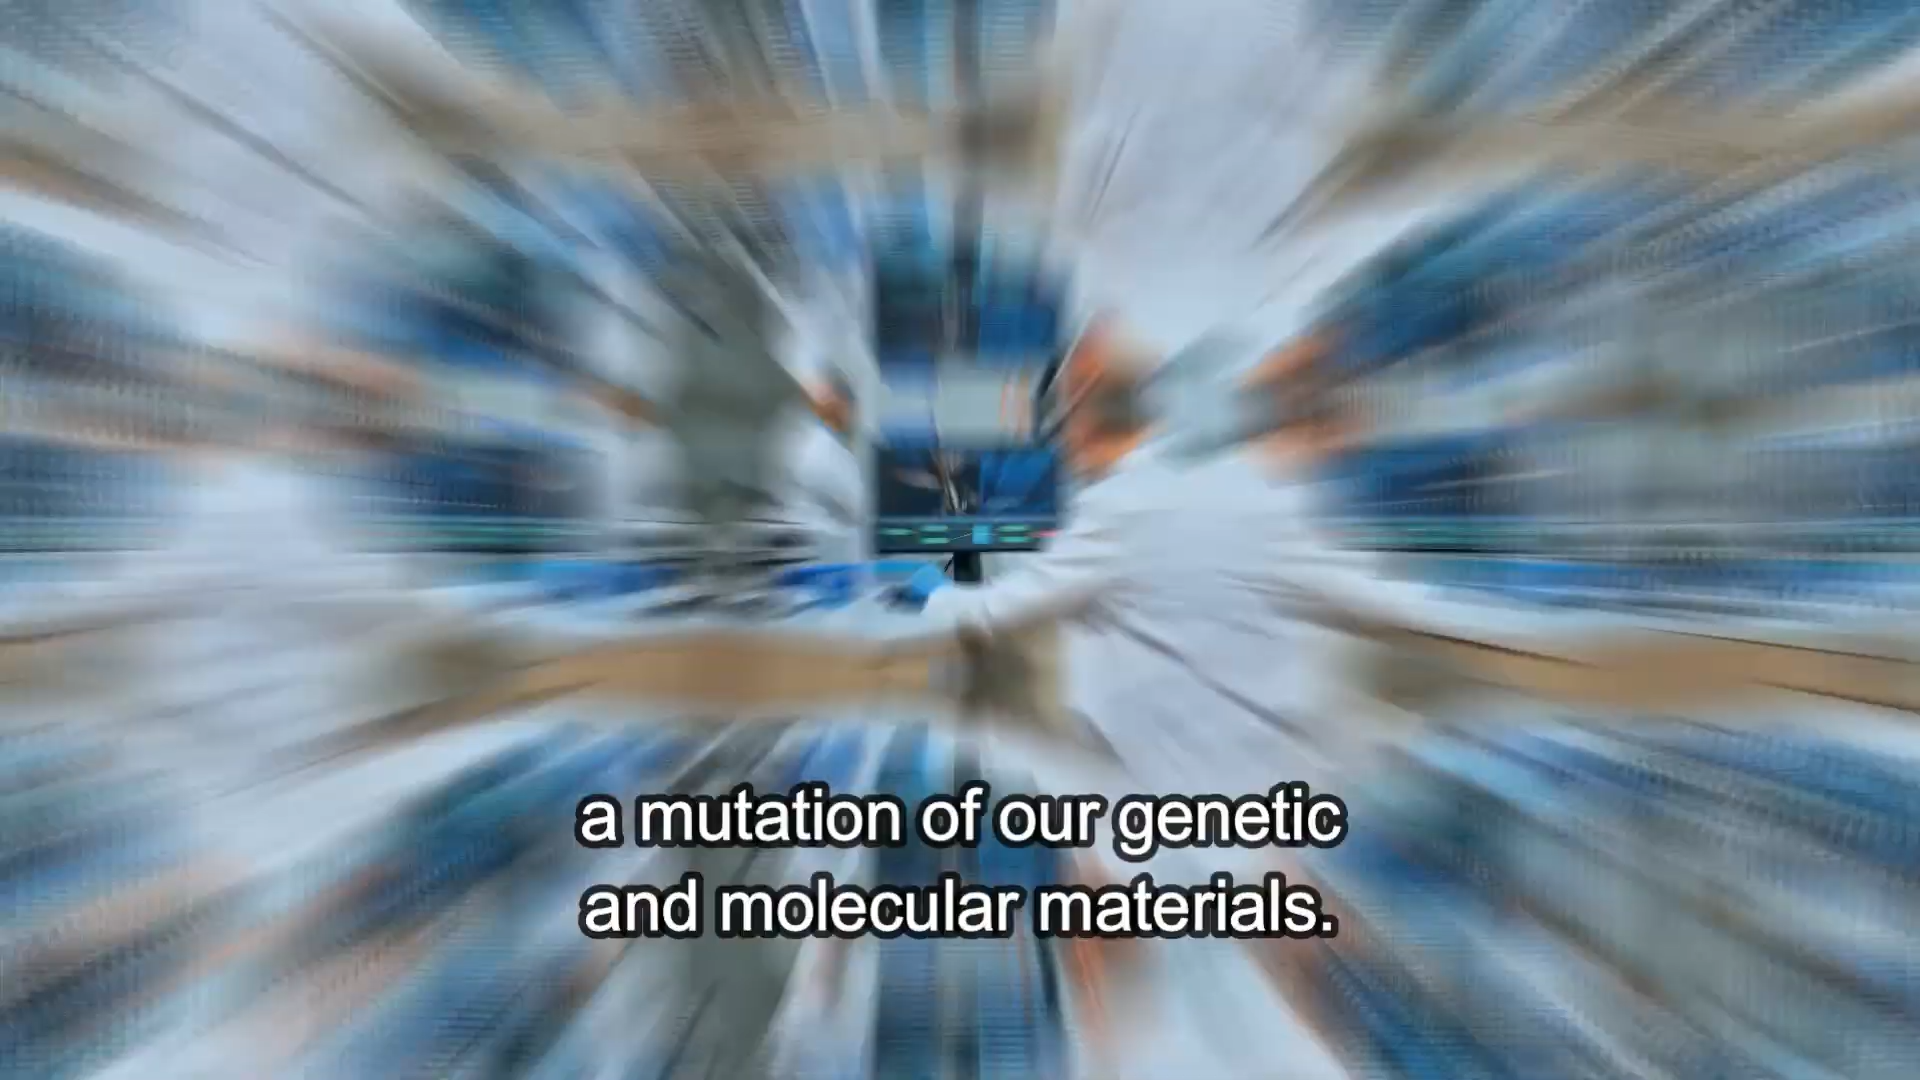 a mutation of our genetic
and molecular materials.